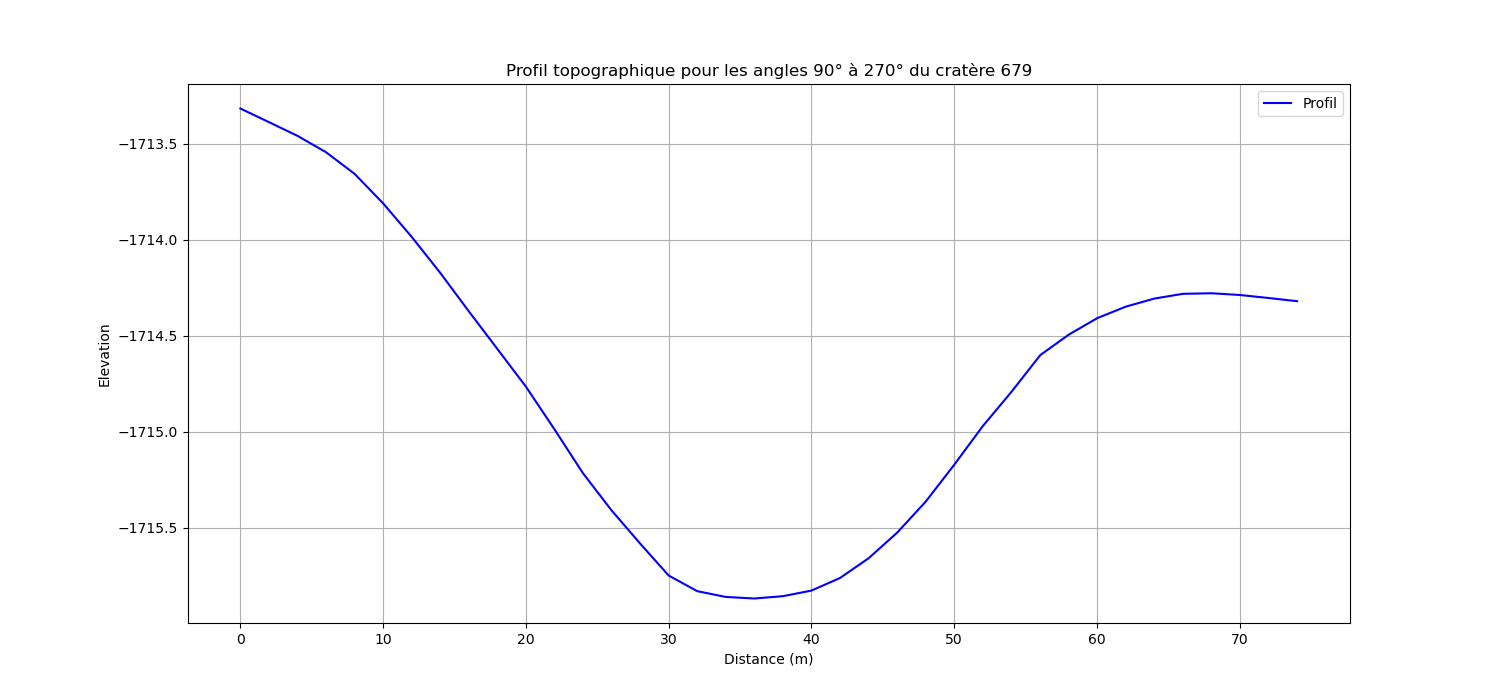 Profil topographique pour les angles 90° à 270° du cratère 679
Profil
−1713.5
−1714.0
−1714.5
−1715.0
−1715.5
Elevation
0 10 20 30 40 50 60 70
Distance (m)